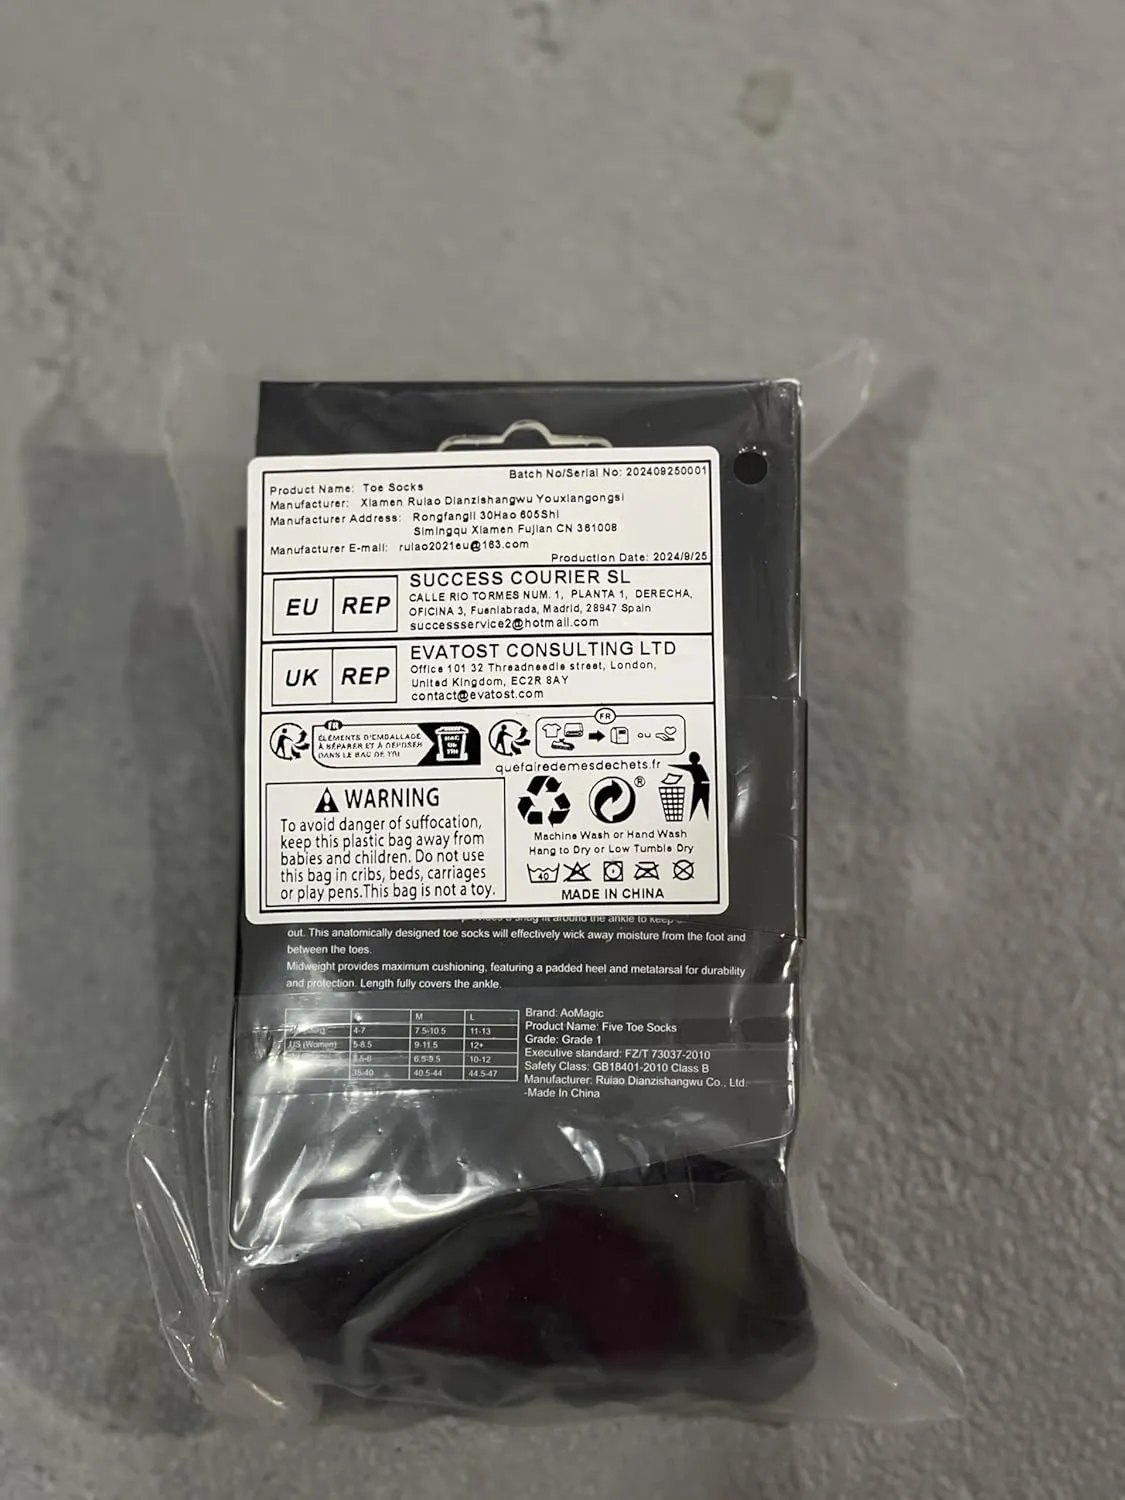 Batch No/Serial No: 202409250001
Product Name: Toe Socks
Manufacturer: Xiamen Ruiao Dianzishangwu Youxiangongsi
Manufacturer Address: Rongfangli 30Hao 605Shi
Simingqu Xiamen Fujian CN 361008
Manufacturer E-mail: ruiao2021eu@163.com
Production Date: 2024/9/25
EU REP
SUCCESS COURIER SL
CALLE RIO TORMES NUM. 1, PLANTA 1, DERECHA,
OFICINA 3, Fuenlabrada, Madrid, 28947 Spain
successservice2@hotmail.com
UK REP
EVATOST CONSULTING LTD
Office 101 32 Threadneedle street, London,
United Kingdom, EC2R 8AY
contact@evatost.com
FR
ÉLÉMENTS D'EMBALLAGE
À SÉPARER ET À DÉPOSER
DANS LE BAC DE TRI
BAC
DE
TRI
FR
ou
quefairedemesdechets.fr
WARNING
To avoid danger of suffocation,
keep this plastic bag away from
babies and children. Do not use
this bag in cribs, beds, carriages
or play pens.This bag is not a toy.
®
Machine Wash or Hand Wash
Hang to Dry or Low Tumble Dry
40
MADE IN CHINA
a snug fit around the ankle to keep
out. This anatomically designed toe socks will effectively wick away moisture from the foot and
between the toes.
Midweight provides maximum cushioning, featuring a padded heel and metatarsal for durability
and protection. Length fully covers the ankle.
M L
4-7 7.5-10.5 11-13
US (Women) 5-8.5 9-11.5 12+
6.5-9.5 10-12
35-40 40.5-44 44.5-47
Brand: AoMagic
Product Name: Five Toe Socks
Grade: Grade 1
Executive standard: FZ/T 73037-2010
Safety Class: GB18401-2010 Class B
Manufacturer: Ruiao Dianzishangwu Co., Ltd.
-Made In China